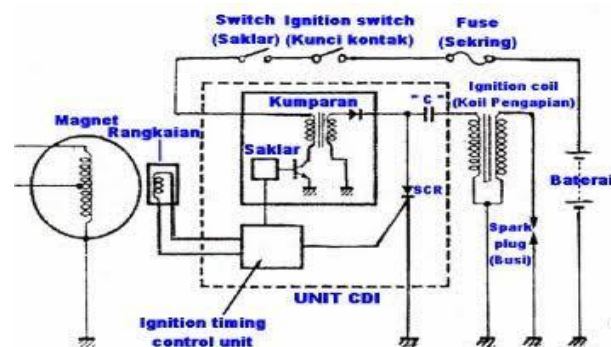 Switch Ignition switch
(Saklar) (Kunci kontak)
Fuse
(Sekring)
Ignition coil
(Koil Pengapian)
"C"
Kumparan
Magnet
Rangkaian
Saklar
SCR
Baterai
Spark
plug
(Busi)
UNIT CDI
Ignition timing
control unit